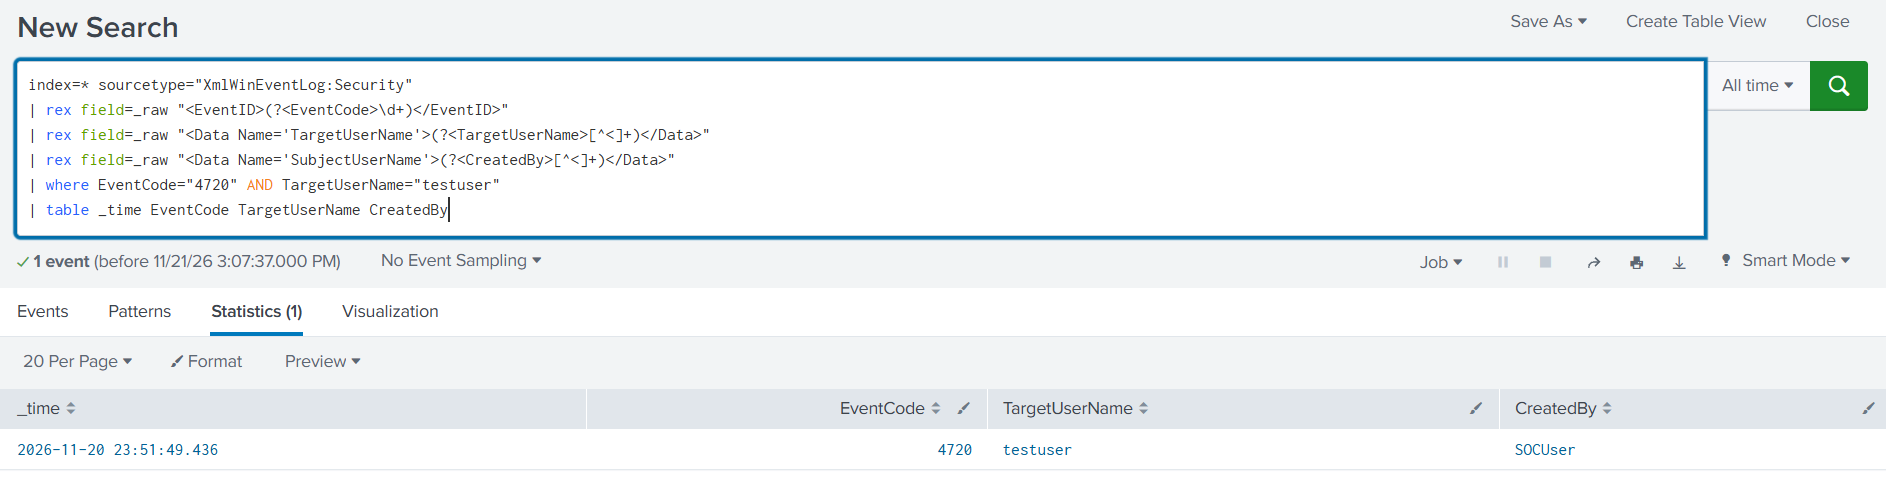 New Search
Save As Create Table View Close
index=* sourcetype="XmlWinEventLog:Security"
| rex field=_raw "<EventID>(?<EventCode>\d+)</EventID>"
| rex field=_raw "<Data Name='TargetUserName'>(?<TargetUserName>[^<]+)</Data>"
| rex field=_raw "<Data Name='SubjectUserName'>(?<CreatedBy>[^<]+)</Data>"
| where EventCode="4720" AND TargetUserName="testuser"
| table _time EventCode TargetUserName CreatedBy
All time
1 event (before 11/21/26 3:07:37.000 PM) No Event Sampling Job Smart Mode
Events Patterns Statistics (1) Visualization
20 Per Page Format Preview
_time EventCode TargetUserName CreatedBy
2026-11-20 23:51:49.436 4720 testuser SOCUser